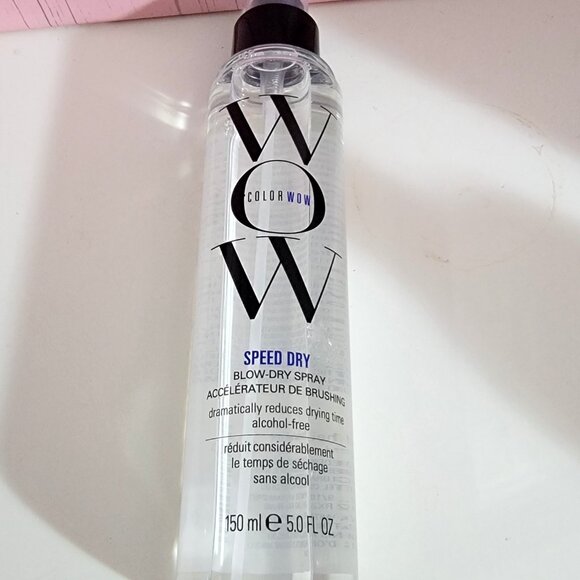 W
O
COLOR WOW
W
SPEED DRY
BLOW-DRY SPRAY
ACCÉLÉRATEUR DE BRUSHING
dramatically reduces drying time
alcohol-free
réduit considérablement
le temps de séchage
sans alcool
150 ml e 5.0 FL OZ